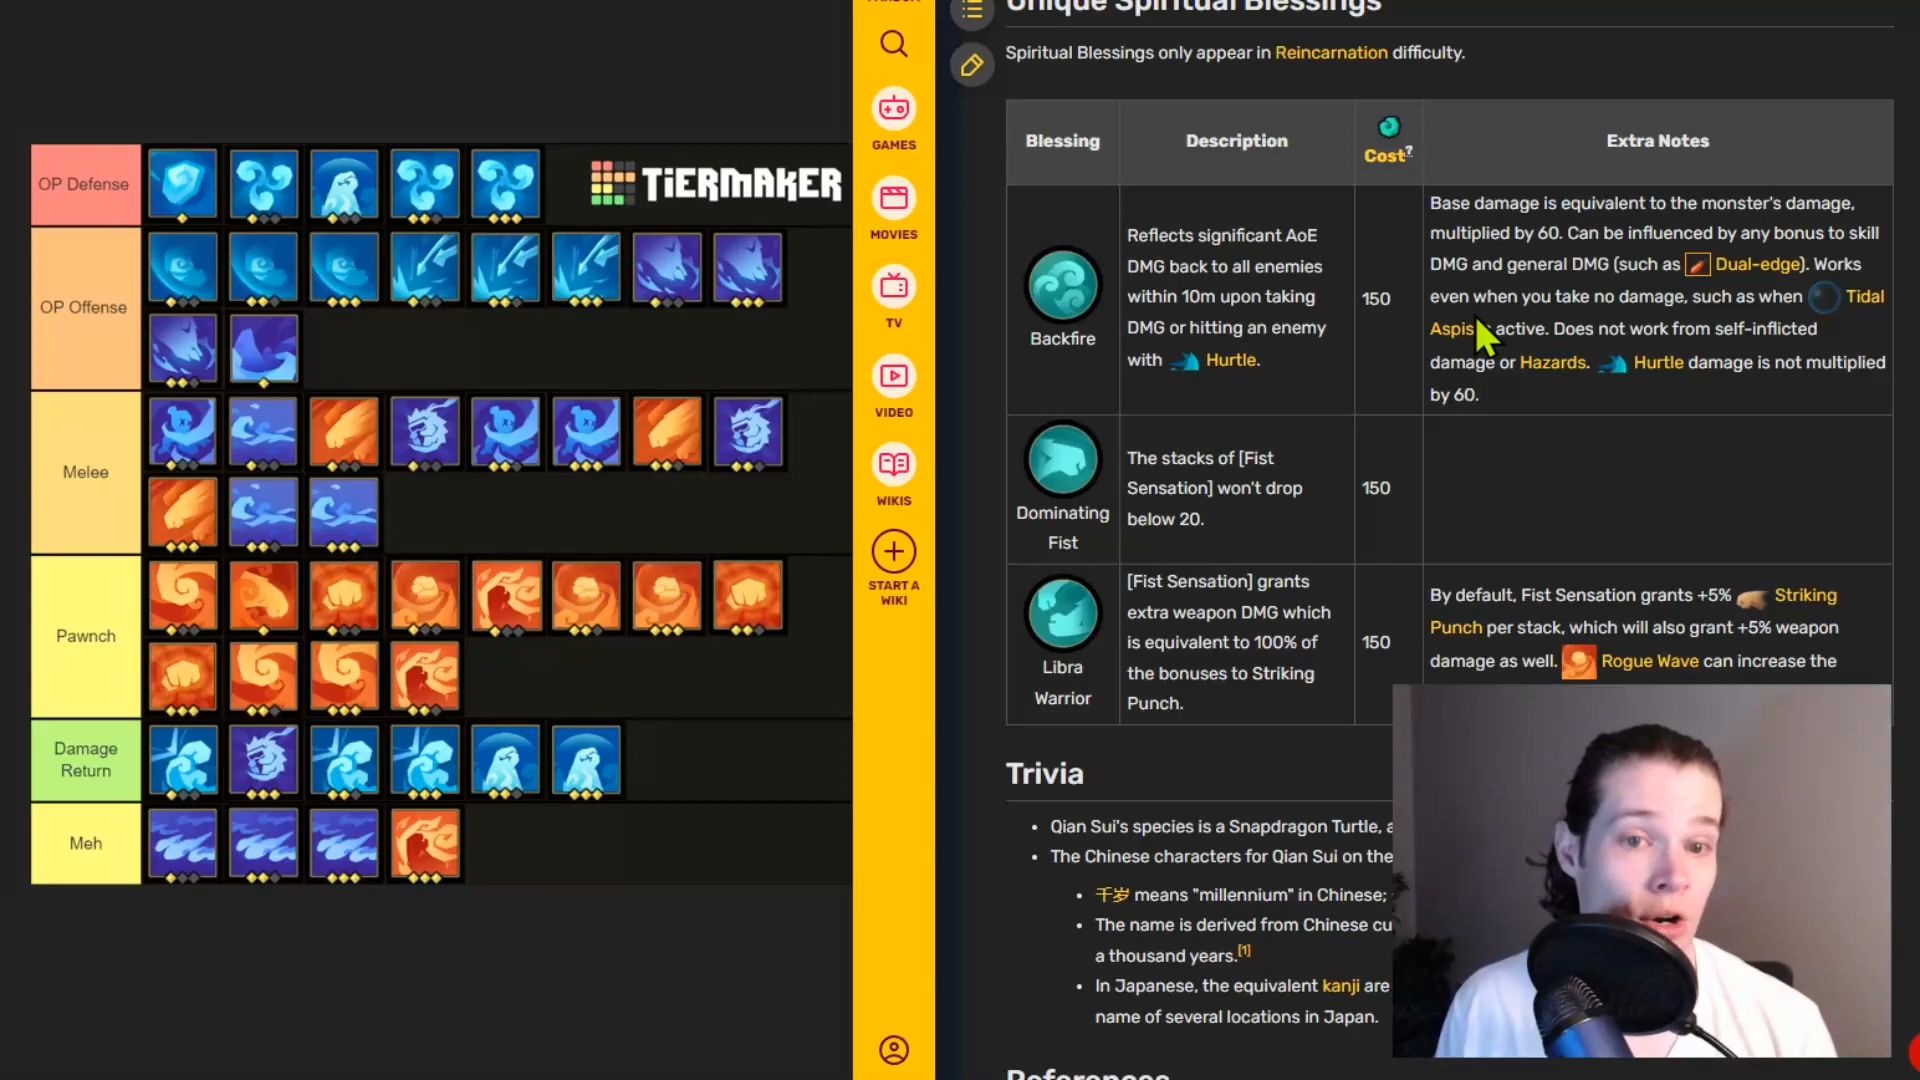 OP Defense
TiERMAKER
OP Offense
Melee
Pawnch
Damage
Return
Meh
GAMES
MOVIES
TV
VIDEO
WIKIS
START A
WIKI
Unique Spiritual Blessings
Spiritual Blessings only appear in Reincarnation difficulty.
Blessing
Description
Cost?
Extra Notes
Backfire
Reflects significant AoE
DMG back to all enemies
within 10m upon taking
DMG or hitting an enemy
with Hurtle.
150
Base damage is equivalent to the monster's damage,
multiplied by 60. Can be influenced by any bonus to skill
DMG and general DMG (such as Dual-edge). Works
even when you take no damage, such as when Tidal
Aspis active. Does not work from self-inflicted
damage or Hazards. Hurtle damage is not multiplied
by 60.
Dominating
Fist
The stacks of [Fist
Sensation] won't drop
below 20.
150
Libra
Warrior
[Fist Sensation] grants
extra weapon DMG which
is equivalent to 100% of
the bonuses to Striking
Punch.
150
By default, Fist Sensation grants +5% Striking
Punch per stack, which will also grant +5% weapon
damage as well. Rogue Wave can increase the
Trivia
• Qian Sui's species is a Snapdragon Turtle, a
• The Chinese characters for Qian Sui on the
• 千岁 means "millennium" in Chinese;
• The name is derived from Chinese cu
a thousand years.[1]
• In Japanese, the equivalent kanji are
name of several locations in Japan.
References